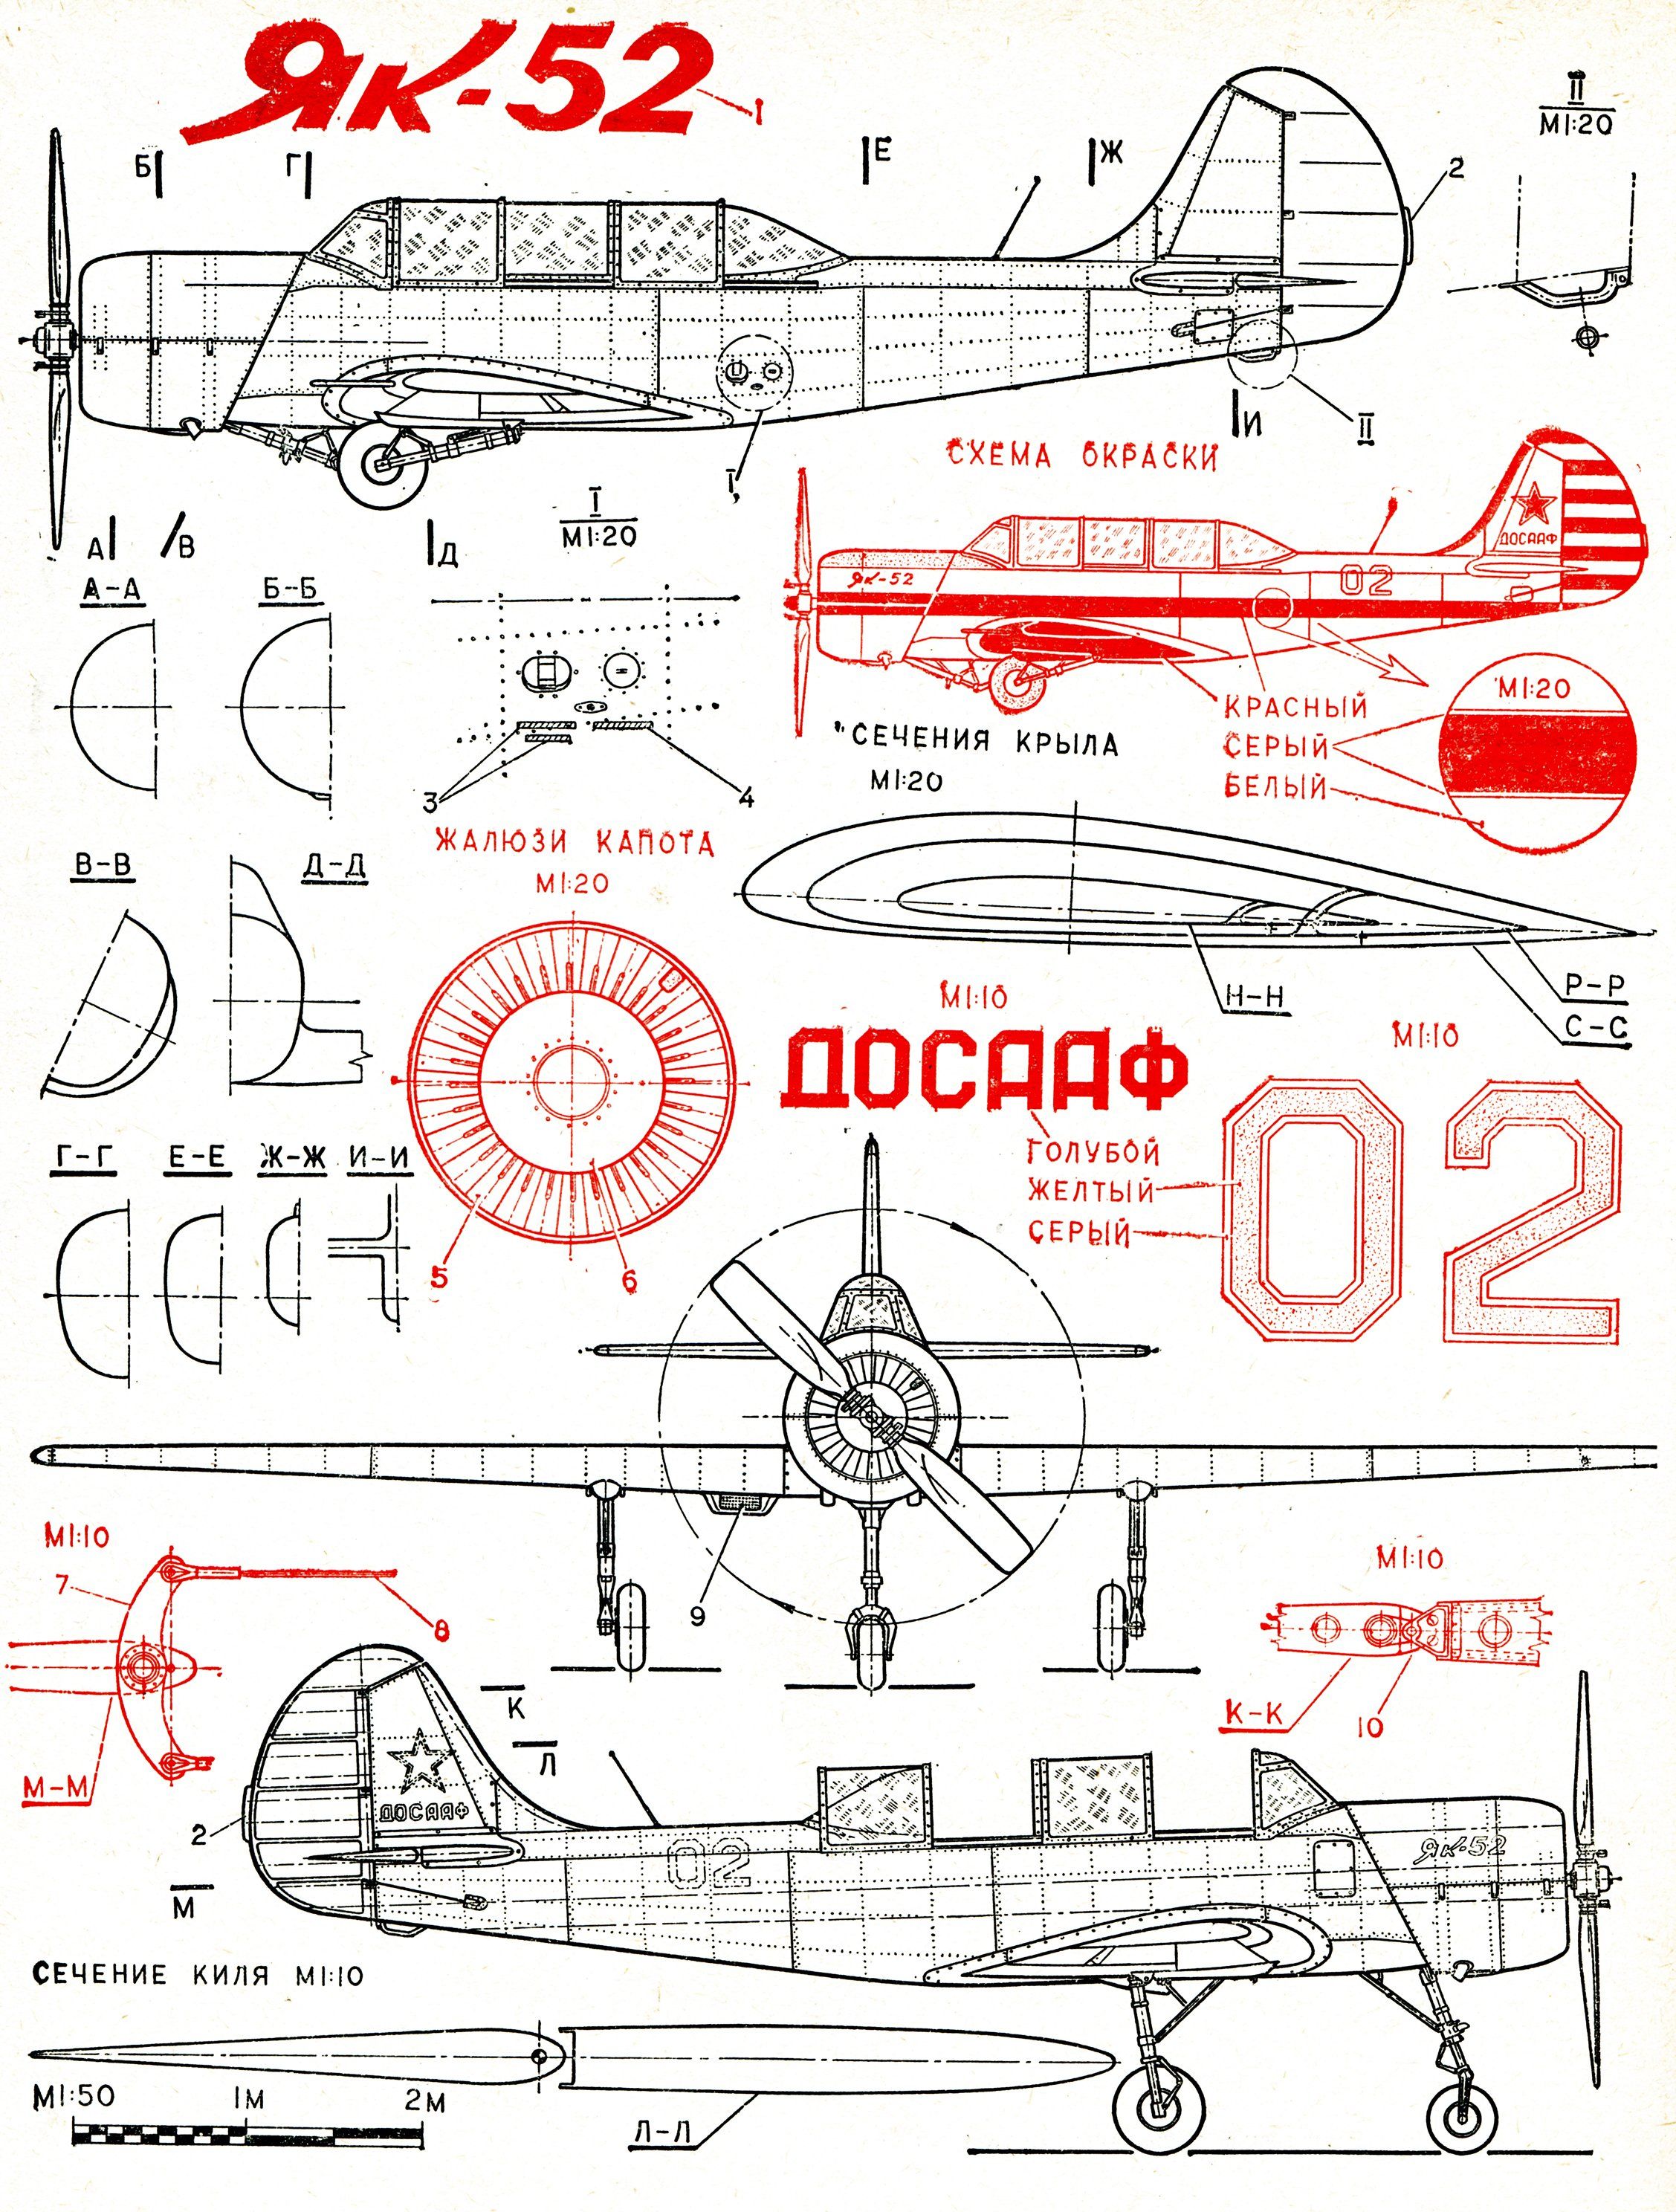 Як-52
1
Б
Г
Е
Ж
II
М1:20
2
И
II
I
I
М1:20
А
В
Д
СХЕМА ОКРАСКИ
ДОСААФ
Як-52
02
КРАСНЫЙ
СЕРЫЙ
БЕЛЫЙ
М1:20
А-А
Б-Б
3
4
СЕЧЕНИЯ КРЫЛА
М1:20
ЖАЛЮЗИ КАПОТА
М1:20
В-В
Д-Д
Н-Н
Р-Р
С-С
М1:10
ДОСААФ
М1:10
02
ГОЛУБОЙ
ЖЕЛТЫЙ
СЕРЫЙ
Г-Г
Е-Е
Ж-Ж
И-И
5
6
9
М1:10
7
8
М-М
М1:10
К-К
10
К
Л
ДОСААФ
2
02
Як-52
М
СЕЧЕНИЕ КИЛЯ М1:10
М1:50
1М
2М
Л-Л